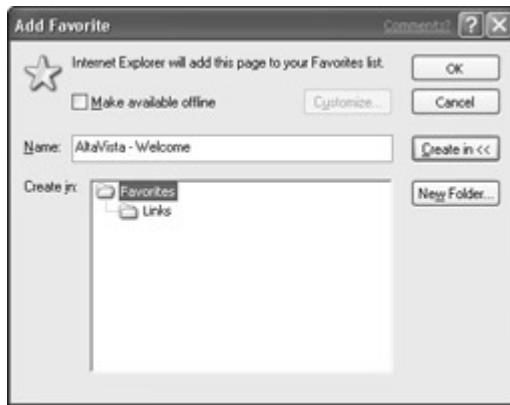 Add Favorite Comments? ?
Internet Explorer will add this page to your Favorites list. OK
Make available offline Customize... Cancel
Name: AltaVista - Welcome Create in <<
Create in: Favorites New Folder...
Links